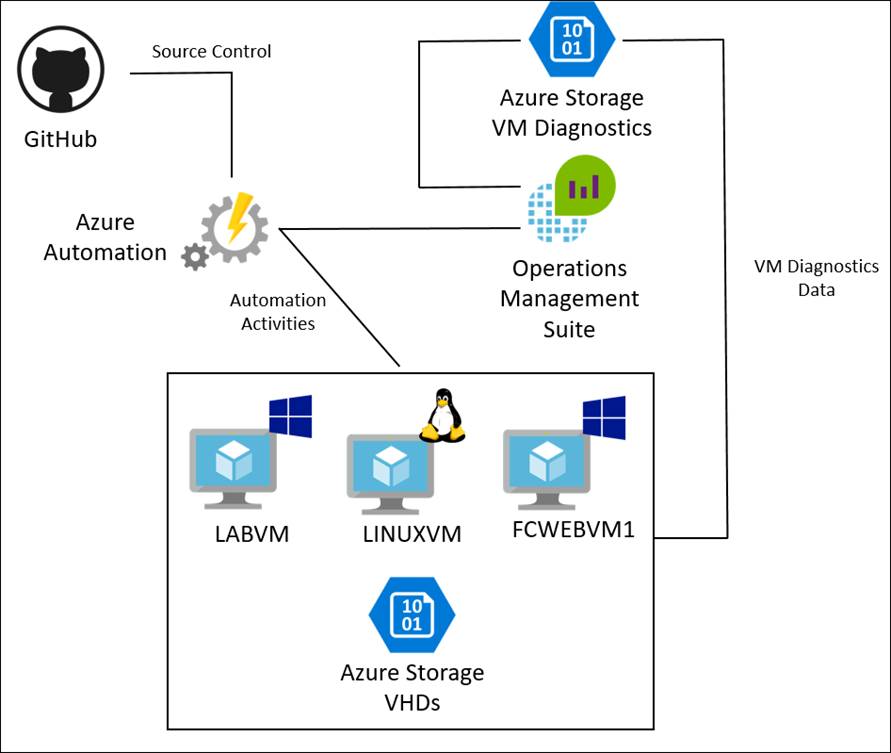 Source Control
GitHub
10
01
Azure Storage
VM Diagnostics
Azure
Automation
Operations
Management
Suite
VM Diagnostics
Data
Automation
Activities
LABVM
LINUXVM
FCWEBVM1
10
01
Azure Storage
VHDs